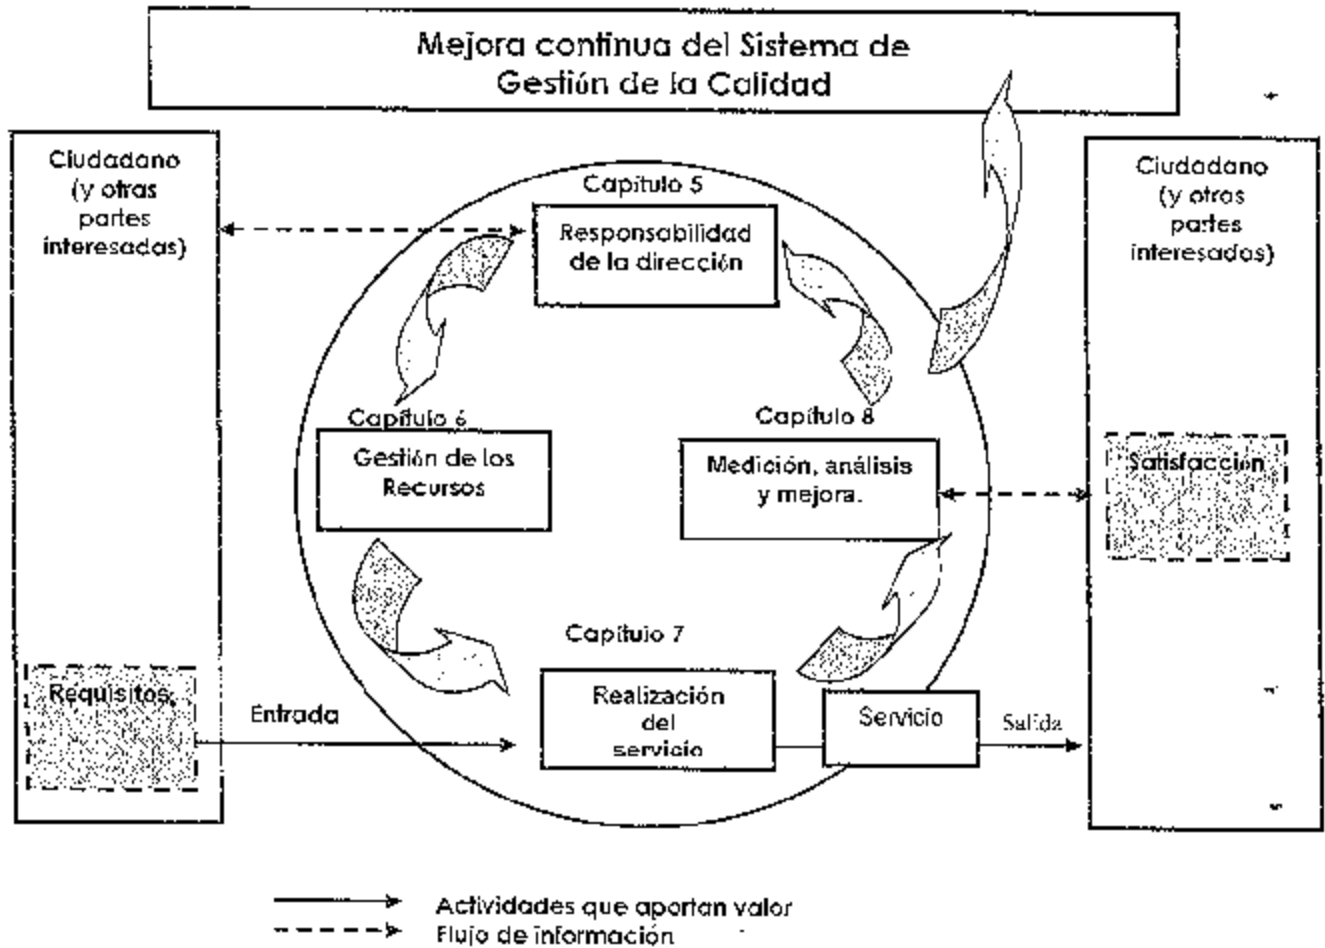 Mejora continua del Sistema de
Gestión de la Calidad
Ciudadano
(y otras
partes
interesadas)
Ciudadano
(y otras
partes
interesados)
Capítulo 5
Responsabilidad
de la dirección
Capítulo 6
Gestión de los
Recursos
Capítulo 8
Medición, análisis
y mejora.
Satisfacción
Capítulo 7
Requisitos,
Entrada
Realización
del
servicio
Servicio
Salida
Actividades que aportan valor
Flujo de información